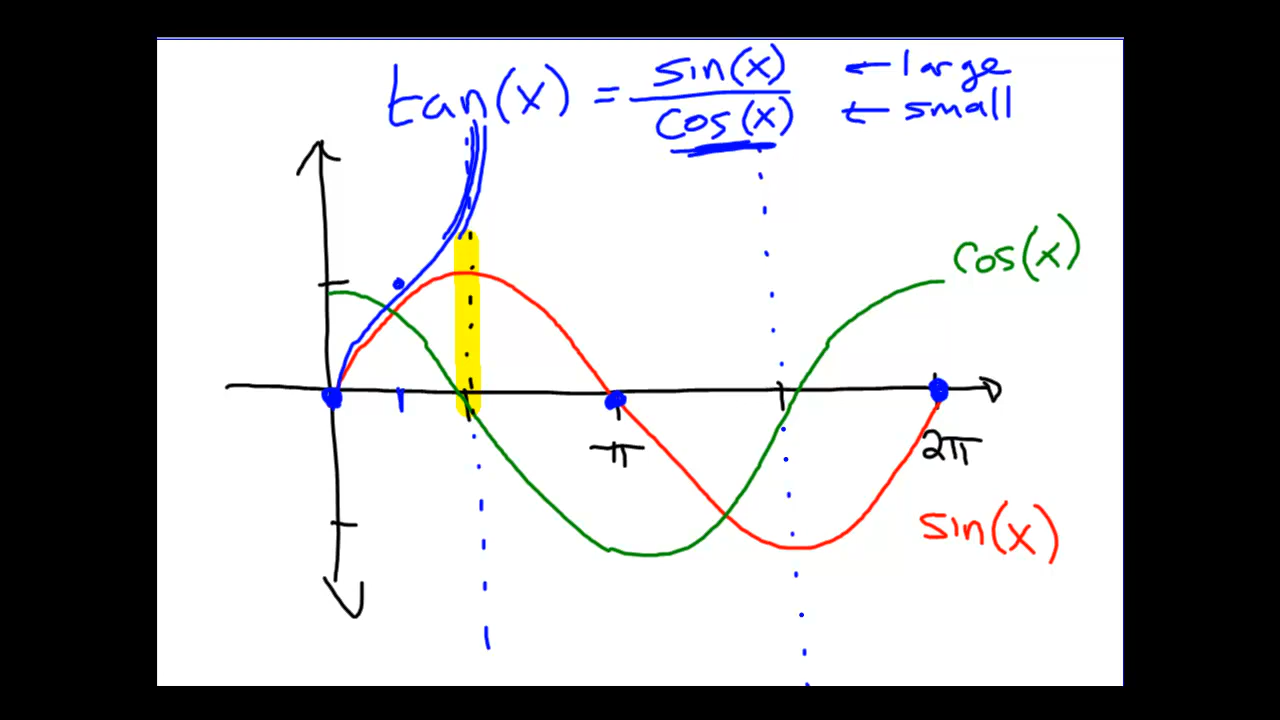 tan(x) = sin(x) ← large
cos(x) ← small
cos(x)
π
2π
sin(x)